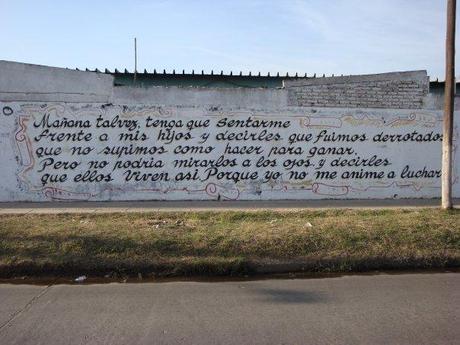 Mañana talvez, tenga que sentarme
frente a mis hijos y decirles que fuimos derrotados
que no supimos como hacer para ganar.
Pero no podria mirarlos a los ojos, y decirles
que ellos viven asi, Porque yo no me anime a luchar